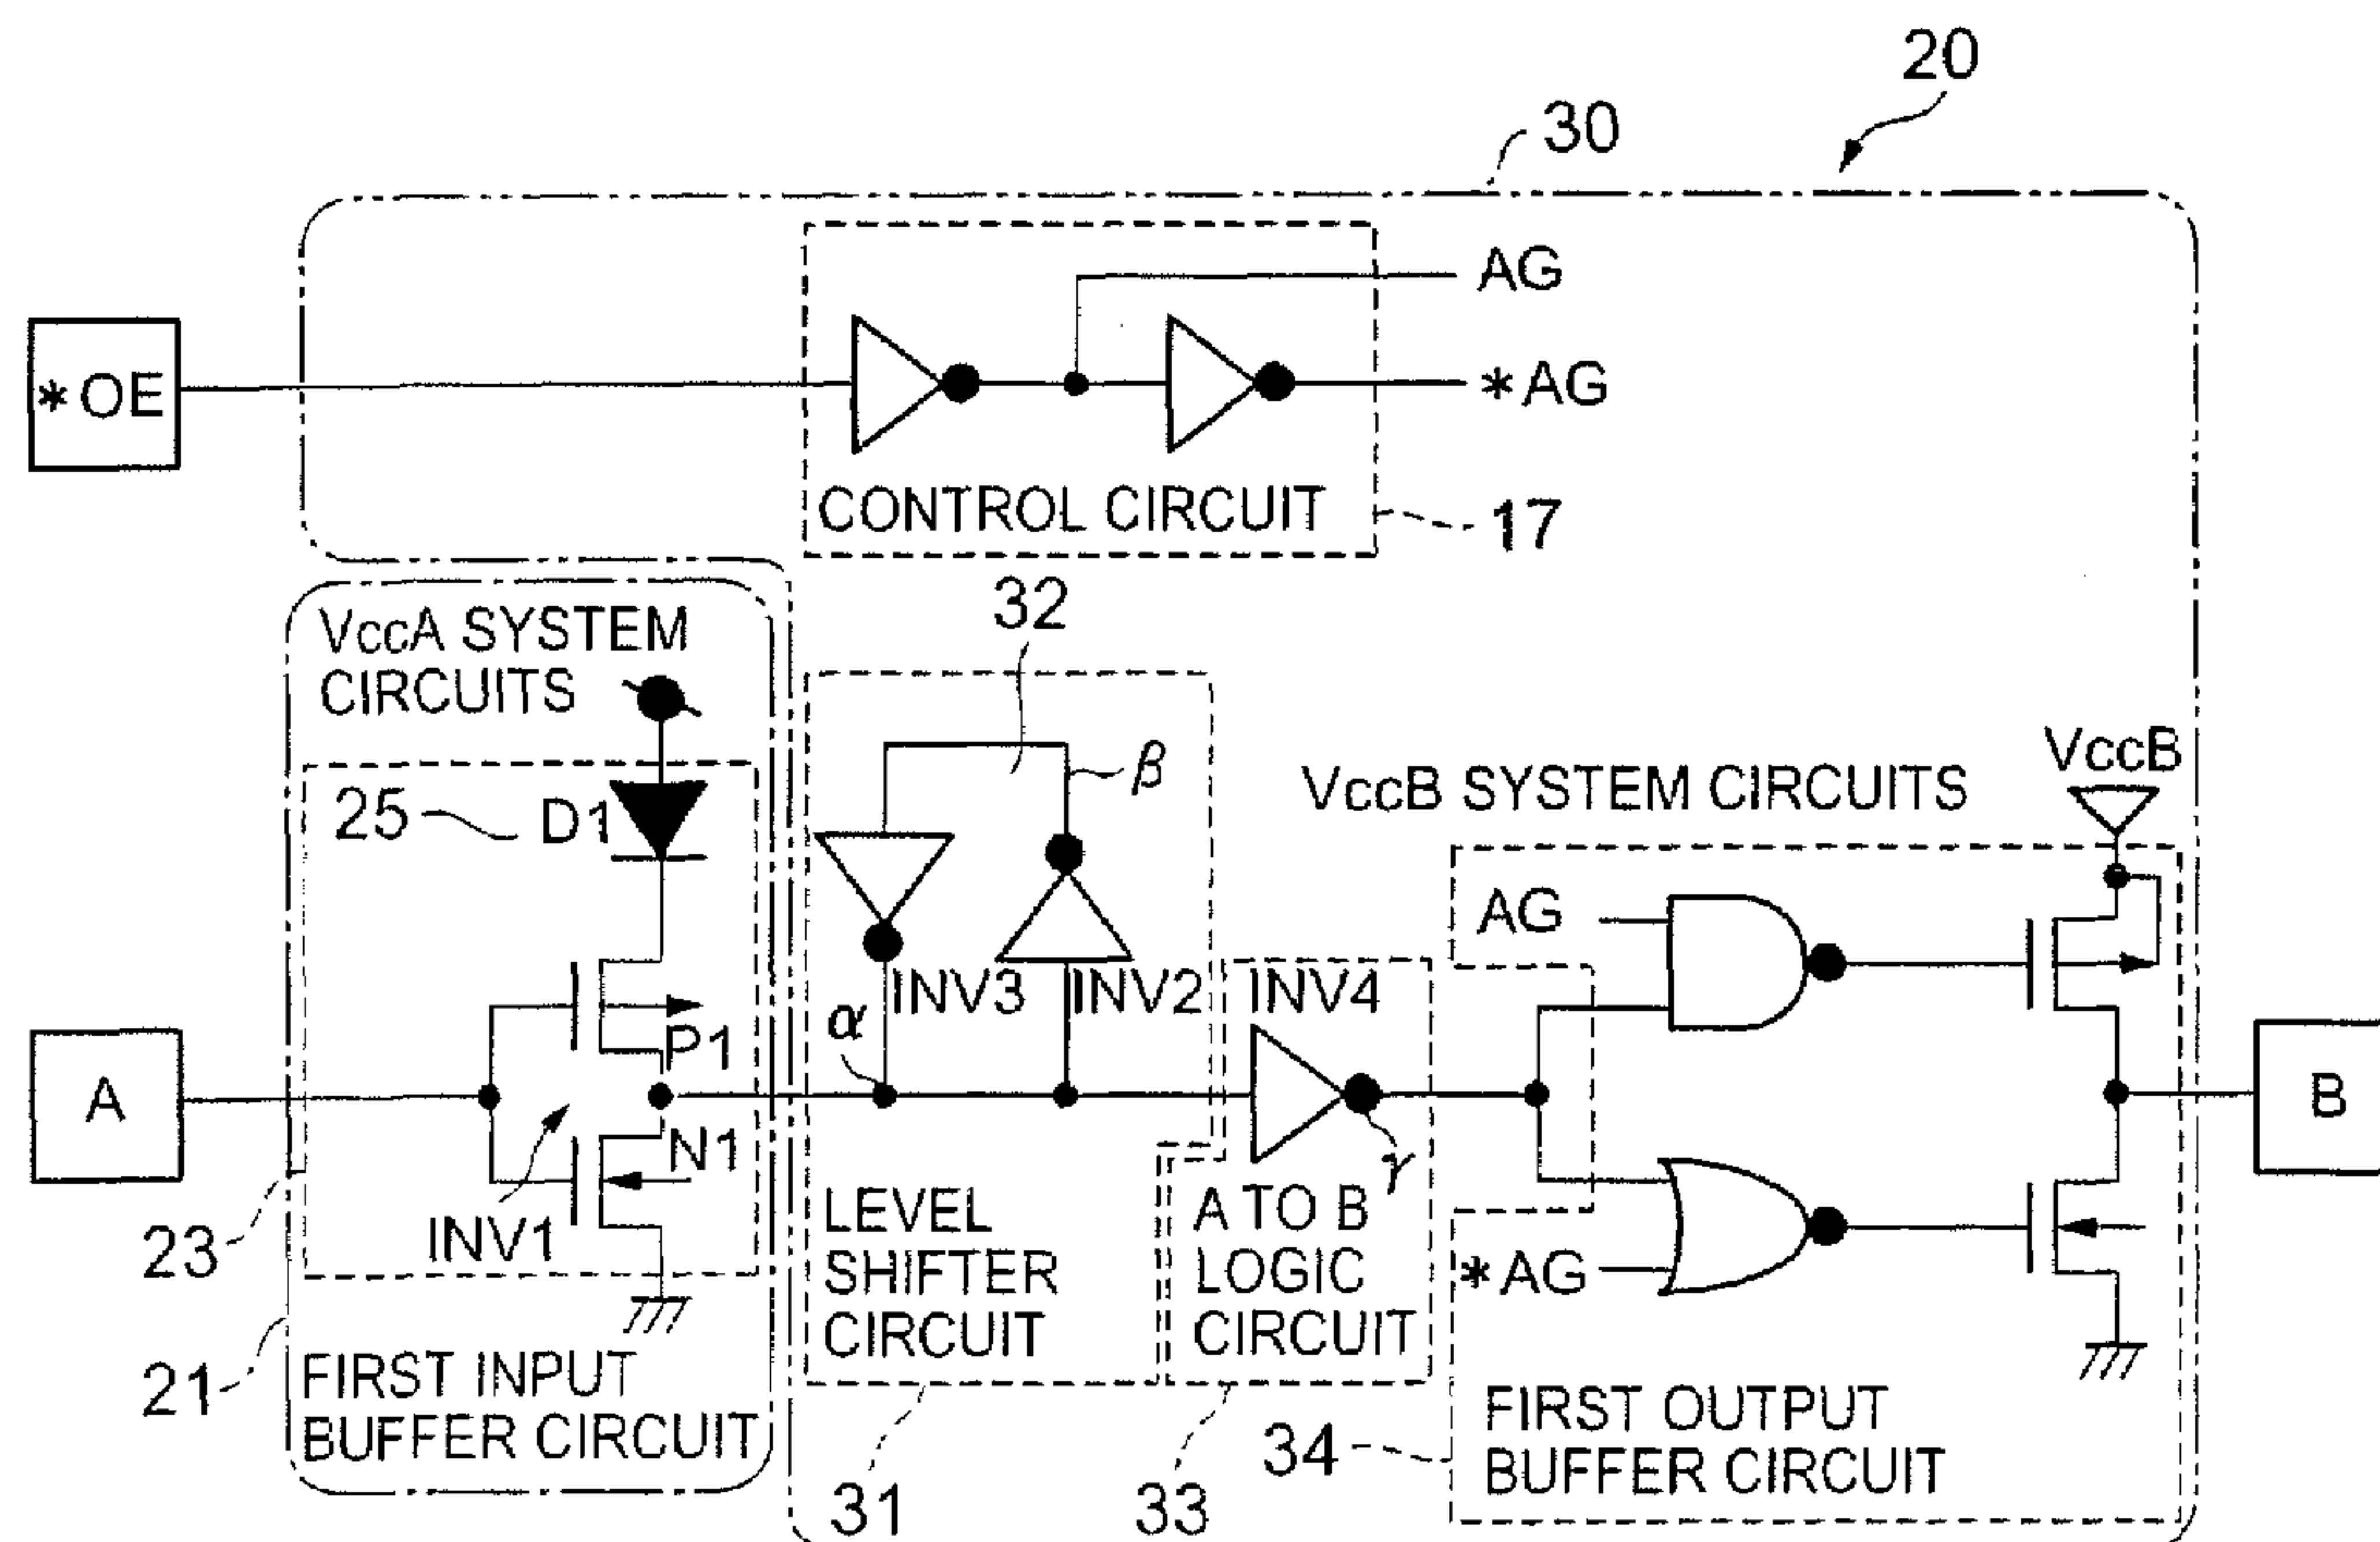 20
30
AG
*OE
*AG
CONTROL CIRCUIT
17
32
VccA SYSTEM
CIRCUITS
β
VccB
VccB SYSTEM CIRCUITS
25
D1
AG
INV3
INV2
INV4
α
P1
A
B
N1
γ
INV1
23
LEVEL
SHIFTER
CIRCUIT
A TO B
LOGIC
CIRCUIT
*AG
21
FIRST INPUT
BUFFER CIRCUIT
FIRST OUTPUT
BUFFER CIRCUIT
34
31
33